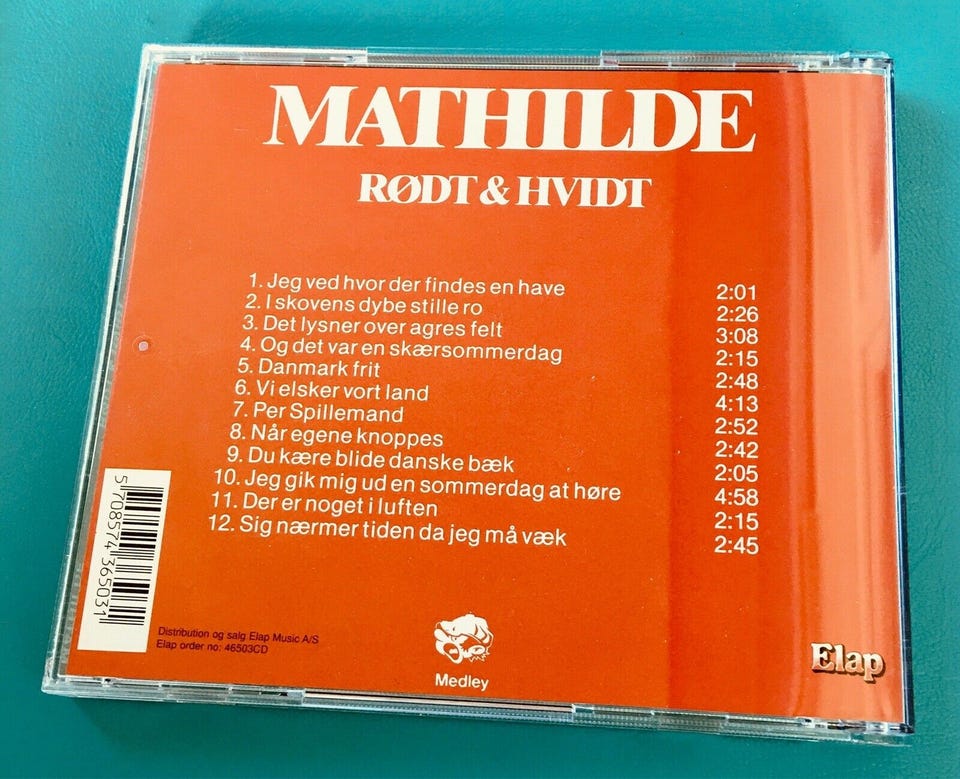 MATHILDE
RØDT & HVIDT
1. Jeg ved hvor der findes en have 2:01
2. I skovens dybe stille ro 2:26
3. Det lysner over agres felt 3:08
4. Og det var en skærsommerdag 2:15
5. Danmark frit 2:48
6. Vi elsker vort land 4:13
7. Per Spillemand 2:52
8. Når egene knoppes 2:42
9. Du kære blide danske bæk 2:05
10. Jeg gik mig ud en sommerdag at høre 4:58
11. Der er noget i luften 2:15
12. Sig nærmer tiden da jeg må væk 2:45
5 708574 365031
Distribution og salg Elap Music A/S
Elap order no: 46503CD
Medley
Elap